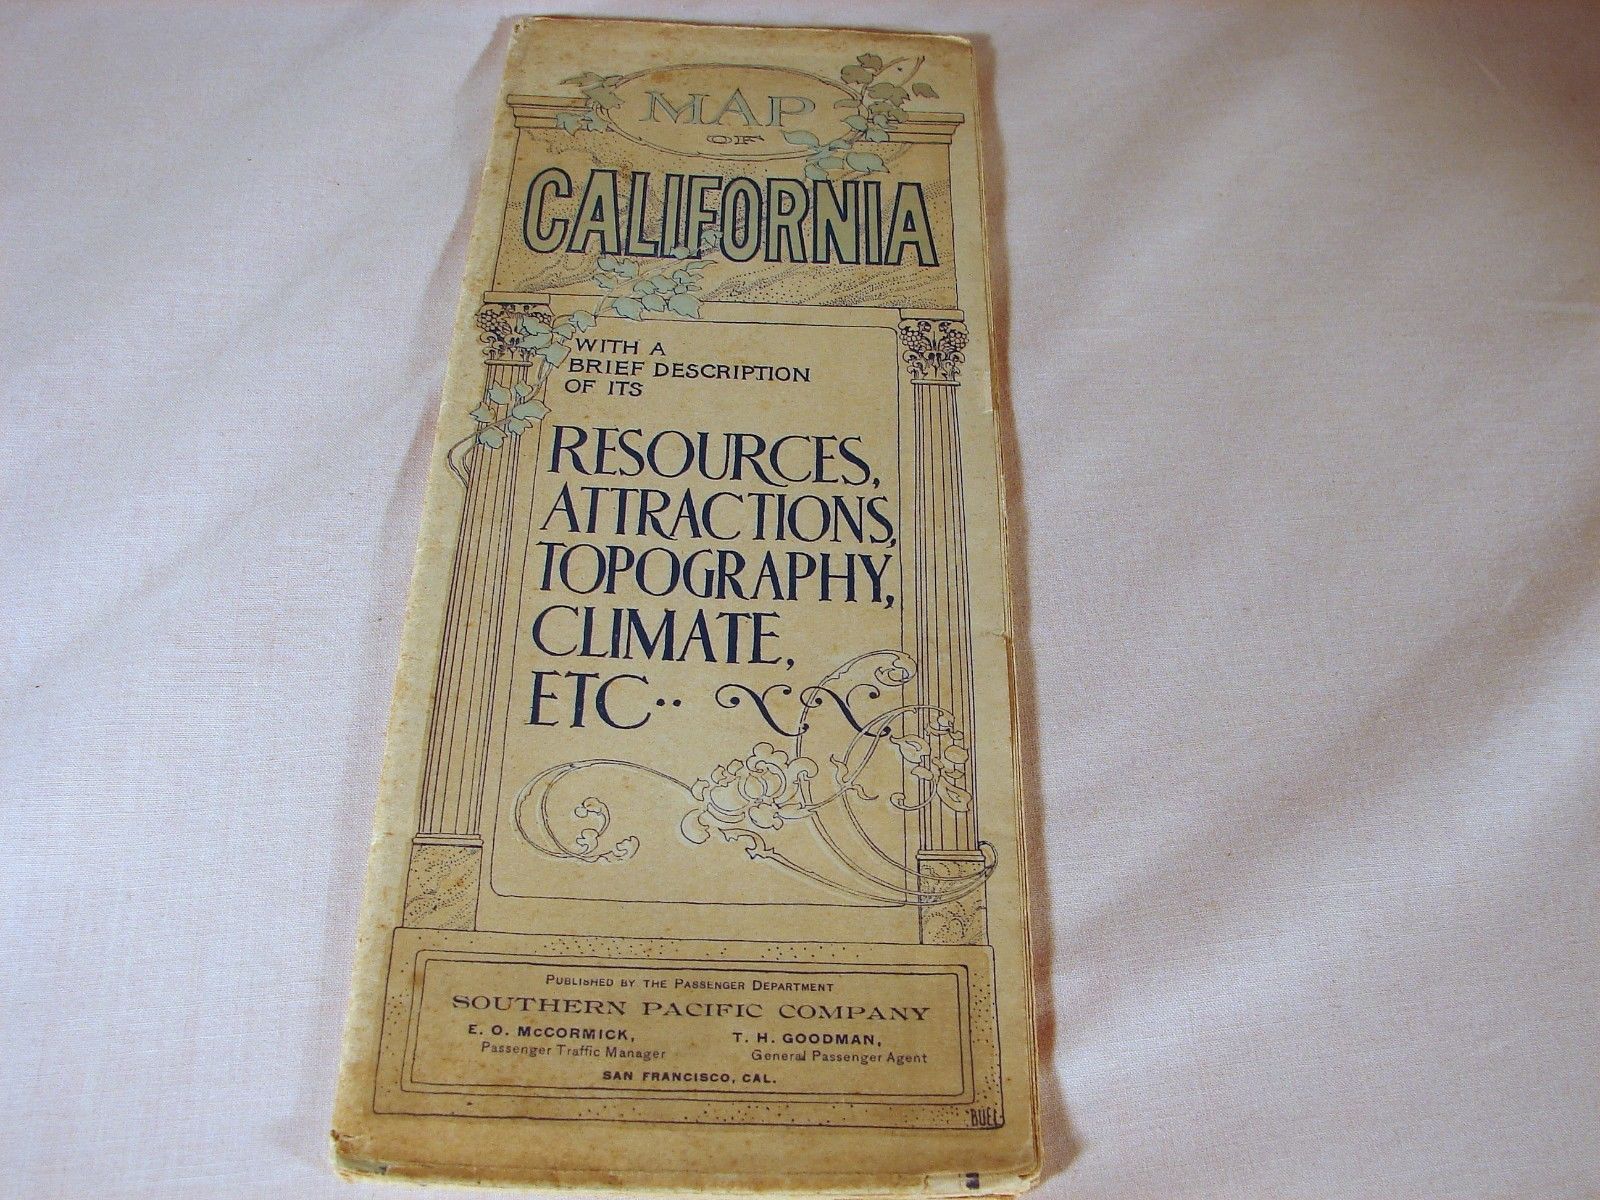 MAP
OF
CALIFORNIA
WITH A
BRIEF DESCRIPTION
OF ITS
RESOURCES,
ATTRACTIONS,
TOPOGRAPHY,
CLIMATE,
ETC..
PUBLISHED BY THE PASSENGER DEPARTMENT
SOUTHERN PACIFIC COMPANY
E. O. MCCORMICK, T. H. GOODMAN,
Passenger Traffic Manager General Passenger Agent
SAN FRANCISCO, CAL.